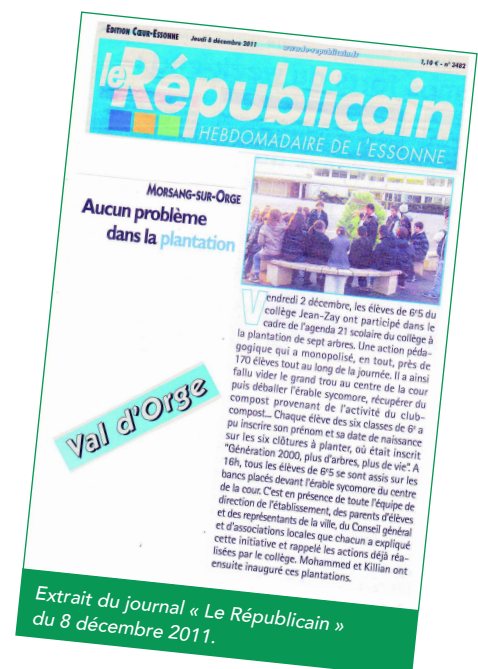 EDITION CŒUR-ESSONNE
Jeudi 8 décembre 2011
www.le-republicain.fr
1,10 € - n° 3482
le Républicain
HEBDOMADAIRE DE L'ESSONNE
MORSANG-SUR-ORGE
Aucun problème
dans la plantation
Vendredi 2 décembre, les élèves de 6e5 du
collège Jean-Zay ont participé dans le
cadre de l'agenda 21 scolaire du collège à
la plantation de sept arbres. Une action péda-
gogique qui a monopolisé, en tout, près de
170 élèves tout au long de la journée. Il a ainsi
fallu vider le grand trou au centre de la cour
puis déballer l'érable sycomore, récupérer du
compost provenant de l'activité du club-
compost... Chaque élève des six classes de 6e a
pu inscrire son prénom et sa date de naissance
sur les six clôtures à planter, où était inscrit
"Génération 2000, plus d'arbres, plus de vie". A
16h, tous les élèves de 6e5 se sont assis sur les
bancs placés devant l'érable sycomore du centre
de la cour. C'est en présence de toute l'équipe de
direction de l'établissement, des parents d'élèves
et des représentants de la ville, du Conseil général
et d'associations locales que chacun a expliqué
cette initiative et rappelé les actions déjà réa-
lisées par le collège. Mohammed et Killian ont
ensuite inauguré ces plantations.
Val d'Orge
Extrait du journal « Le Républicain »
du 8 décembre 2011.